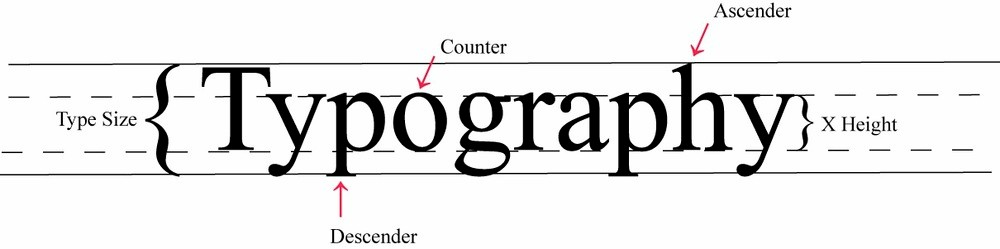 Ascender
Counter
Typography
Type Size
X Height
Descender